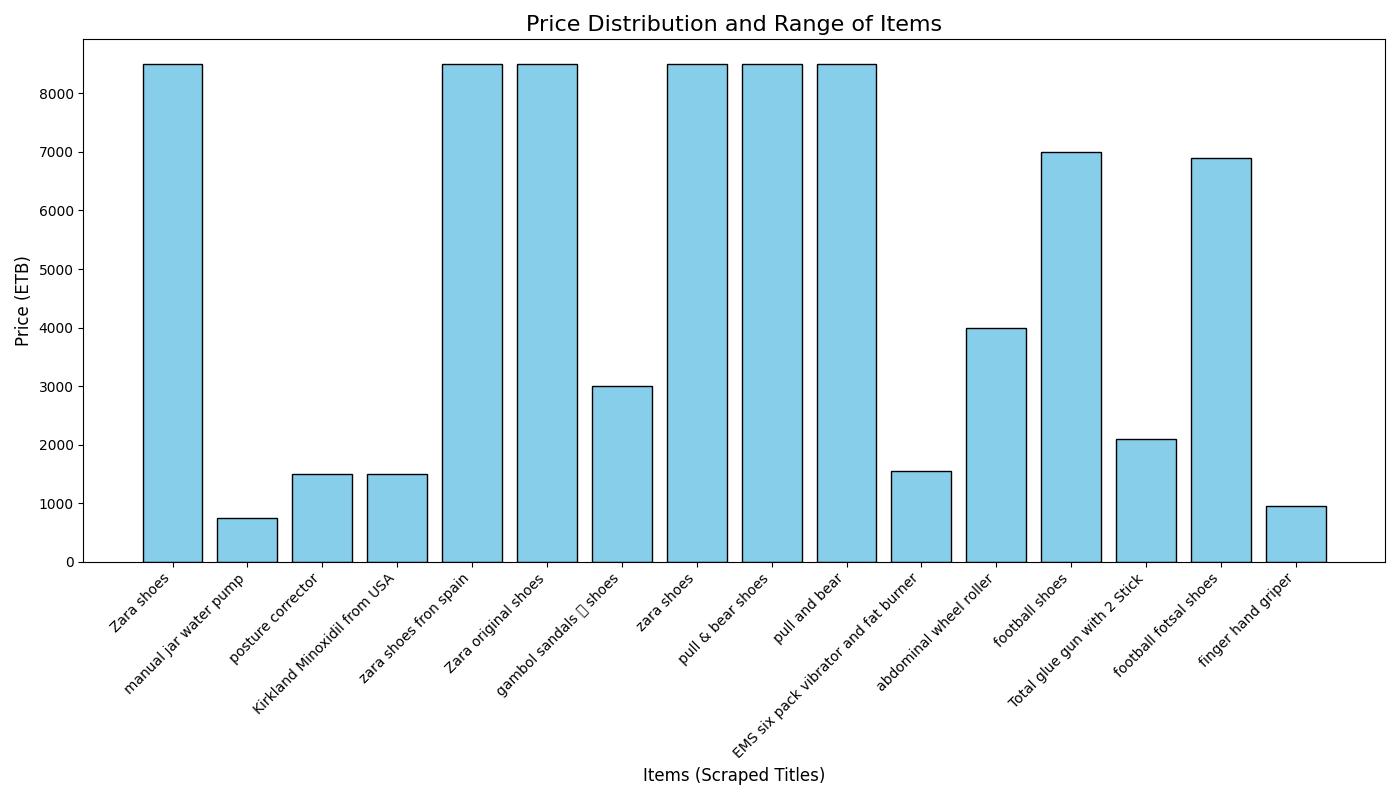 Price Distribution and Range of Items
Price (ETB)
8000
7000
6000
5000
4000
3000
2000
1000
0
Zara shoes
manual jar water pump
posture corrector
Kirkland Minoxidil from USA
zara shoes fron spain
Zara original shoes
gambol sandals ▯ shoes
zara shoes
pull & bear shoes
pull and bear
EMS six pack vibrator and fat burner
abdominal wheel roller
football shoes
Total glue gun with 2 Stick
football fotsal shoes
finger hand griper
Items (Scraped Titles)